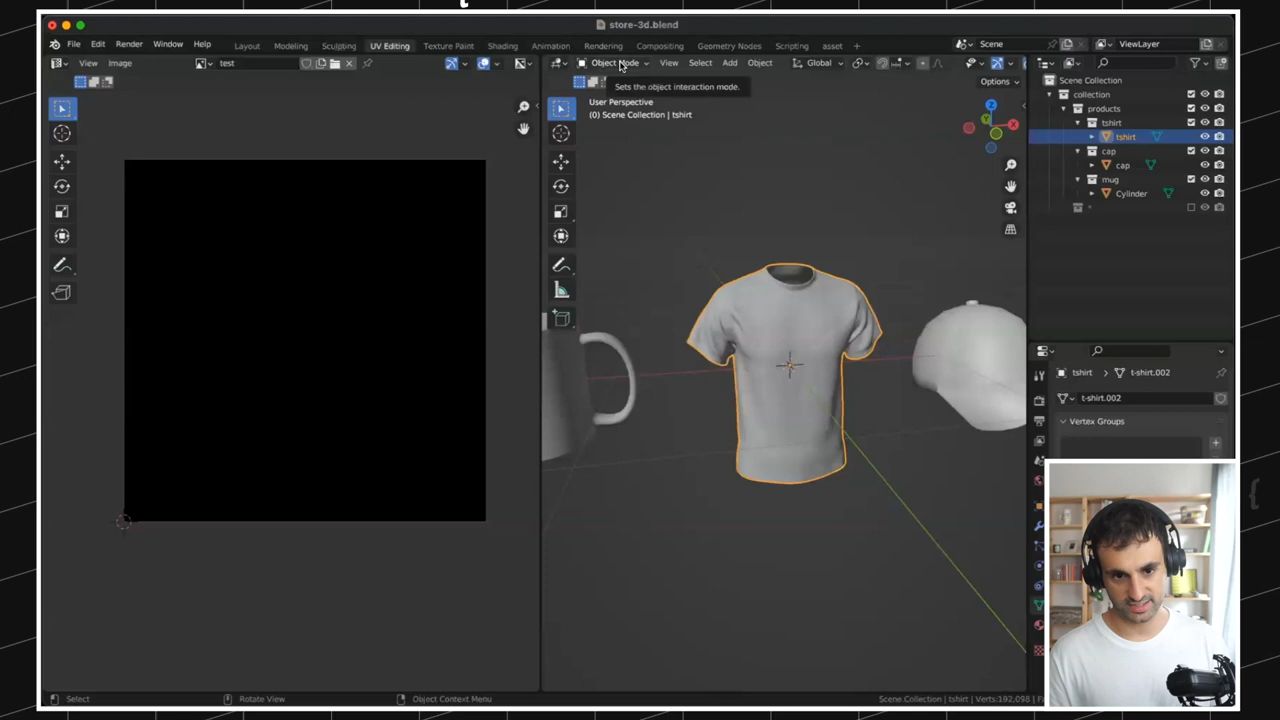 store-3d.blend
File Edit Render Window Help Layout Modeling Sculpting UV Editing Texture Paint Shading Animation Rendering Compositing Geometry Nodes Scripting asset + Scene ViewLayer
View Image test Object Mode View Select Add Object Global
Options
Sets the object interaction mode.
User Perspective
(0) Scene Collection | tshirt
Z
X
Y
Scene Collection
collection
products
tshirt
tshirt
cap
cap
mug
Cylinder
tshirt > t-shirt.002
t-shirt.002
Vertex Groups
Select Rotate View Object Context Menu Scene Collection | tshirt | Verts:192,098 |